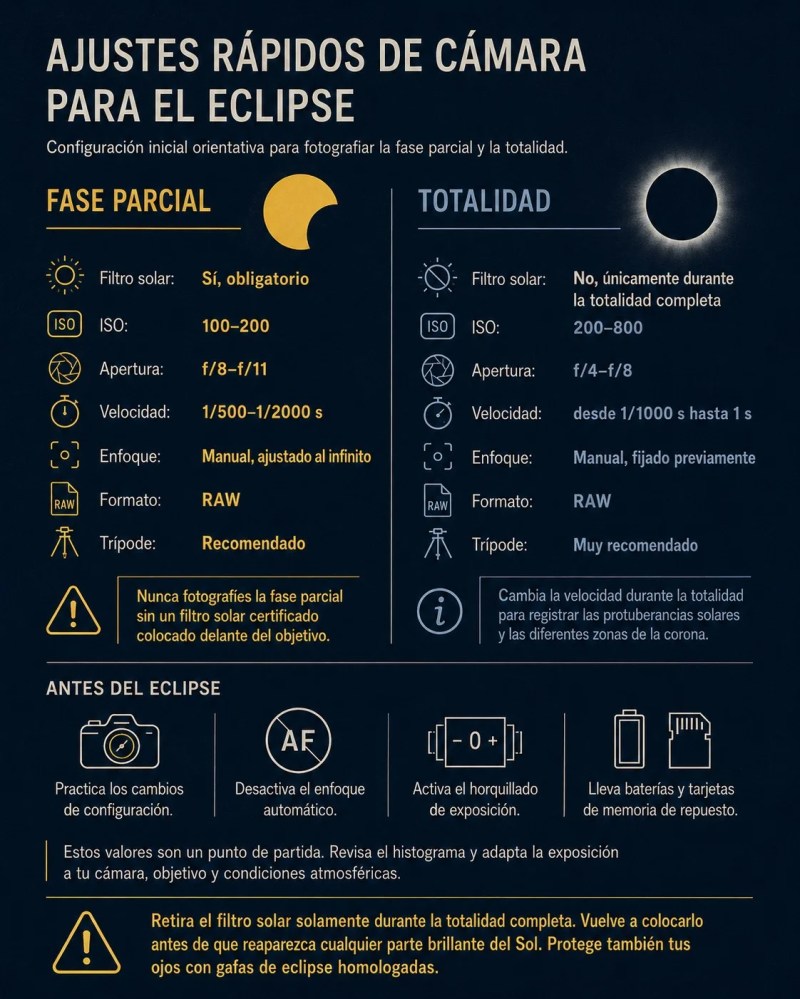 AJUSTES RÁPIDOS DE CÁMARA
PARA EL ECLIPSE
Configuración inicial orientativa para fotografiar la fase parcial y la totalidad.
FASE PARCIAL
Filtro solar: Sí, obligatorio
ISO ISO: 100–200
Apertura: f/8–f/11
Velocidad: 1/500–1/2000 s
Enfoque: Manual, ajustado al infinito
RAW Formato: RAW
Trípode: Recomendado
Nunca fotografíes la fase parcial
sin un filtro solar certificado
colocado delante del objetivo.
TOTALIDAD
Filtro solar: No, únicamente durante
la totalidad completa
ISO ISO: 200–800
Apertura: f/4–f/8
Velocidad: desde 1/1000 s hasta 1 s
Enfoque: Manual, fijado previamente
RAW Formato: RAW
Trípode: Muy recomendado
i
Cambia la velocidad durante la totalidad
para registrar las protuberancias solares
y las diferentes zonas de la corona.
ANTES DEL ECLIPSE
Practica los cambios
de configuración.
AF
Desactiva el enfoque
automático.
- 0 +
Activa el horquillado
de exposición.
Lleva baterías y tarjetas
de memoria de repuesto.
Estos valores son un punto de partida. Revisa el histograma y adapta la exposición
a tu cámara, objetivo y condiciones atmosféricas.
Retira el filtro solar solamente durante la totalidad completa. Vuelve a colocarlo
antes de que reaparezca cualquier parte brillante del Sol. Protege también tus
ojos con gafas de eclipse homologadas.